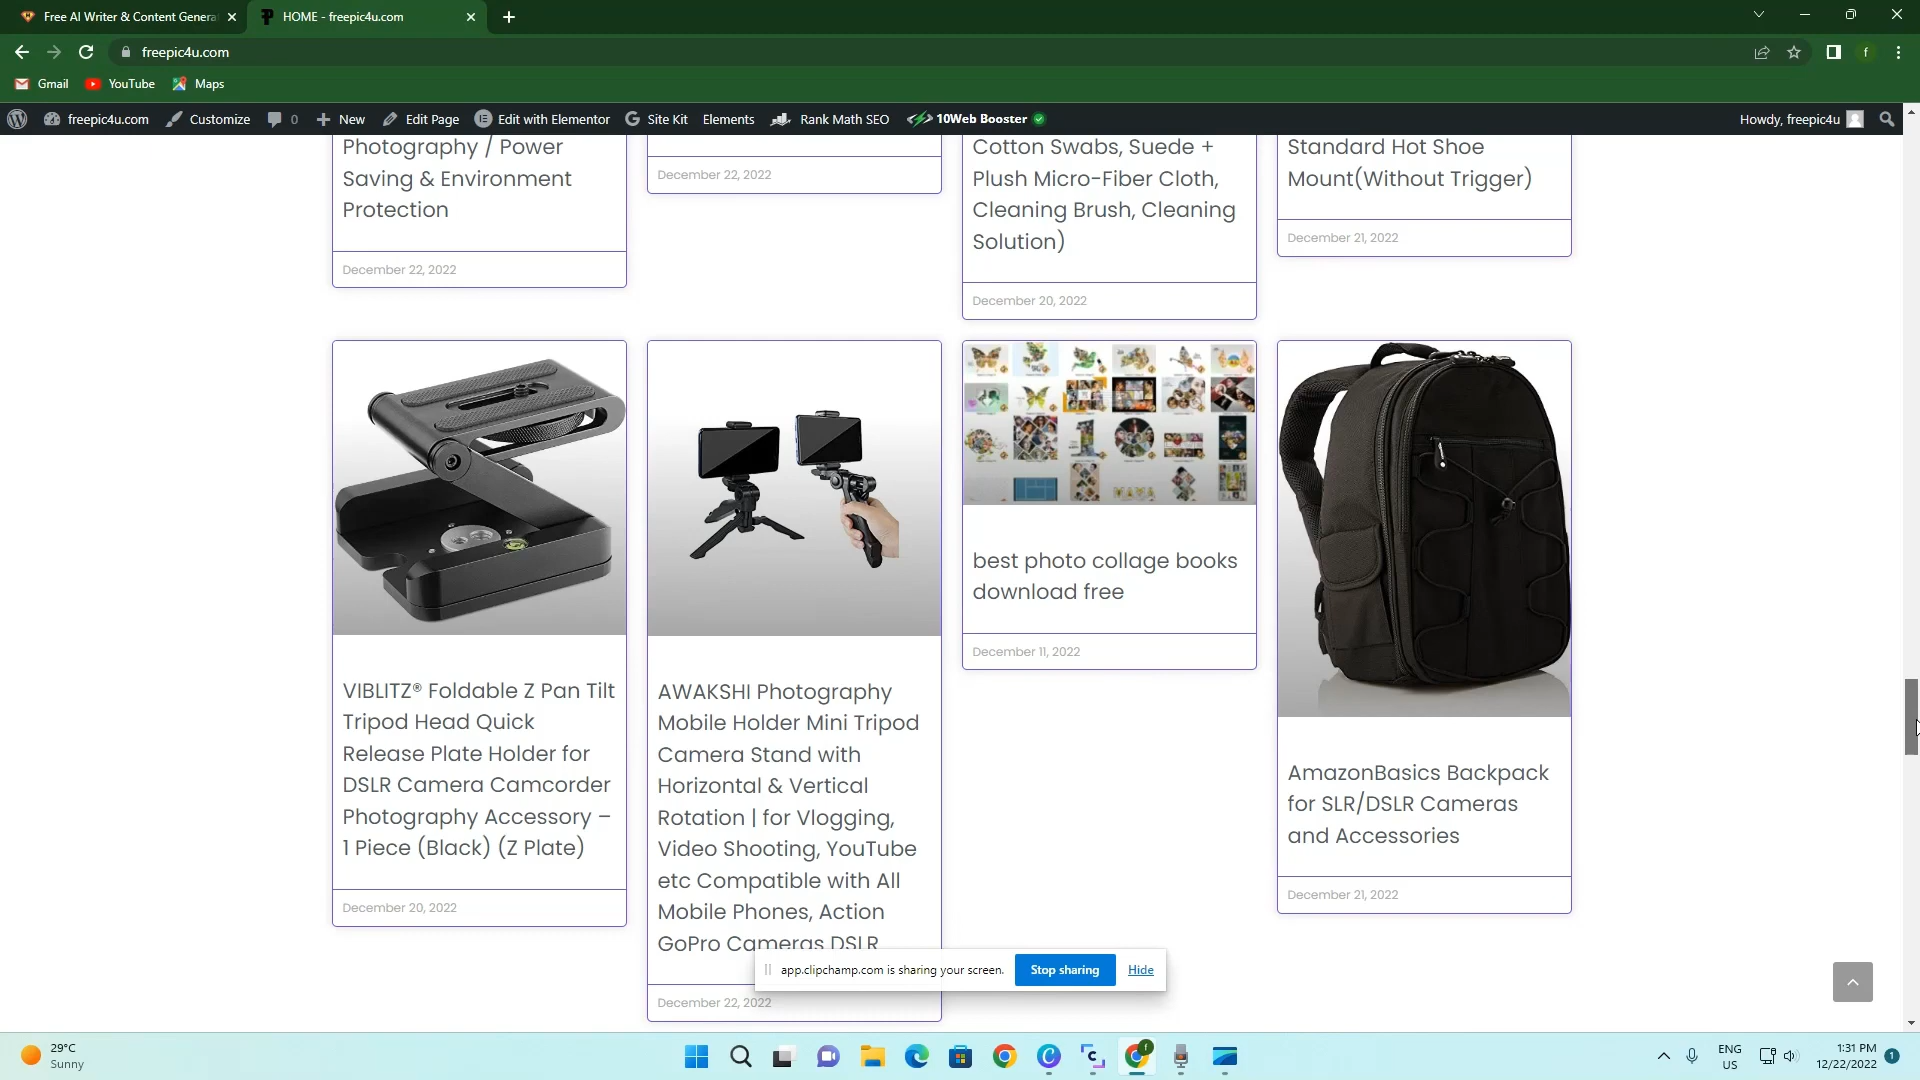 Free AI Writer & Content Genera
HOME - freepic4u.com
freepic4u.com
f
Gmail
YouTube
Maps
freepic4u.com
Customize
0
New
Edit Page
Edit with Elementor
Site Kit
Elements
Rank Math SEO
10Web Booster
Howdy, freepic4u
Photography / Power
Saving & Environment
Protection
December 22, 2022
December 22, 2022
Cotton Swabs, Suede +
Plush Micro-Fiber Cloth,
Cleaning Brush, Cleaning
Solution)
December 20, 2022
Standard Hot Shoe
Mount(Without Trigger)
December 21, 2022
VIBLITZ® Foldable Z Pan Tilt
Tripod Head Quick
Release Plate Holder for
DSLR Camera Camcorder
Photography Accessory –
1 Piece (Black) (Z Plate)
December 20, 2022
AWAKSHI Photography
Mobile Holder Mini Tripod
Camera Stand with
Horizontal & Vertical
Rotation | for Vlogging,
Video Shooting, YouTube
etc Compatible with All
Mobile Phones, Action
GoPro Cameras DSLR
December 22, 2022
best photo collage books
download free
December 11, 2022
AmazonBasics Backpack
for SLR/DSLR Cameras
and Accessories
December 21, 2022
app.clipchamp.com is sharing your screen.
Stop sharing
Hide
29°C
Sunny
ENG
US
1:31 PM
12/22/2022
1